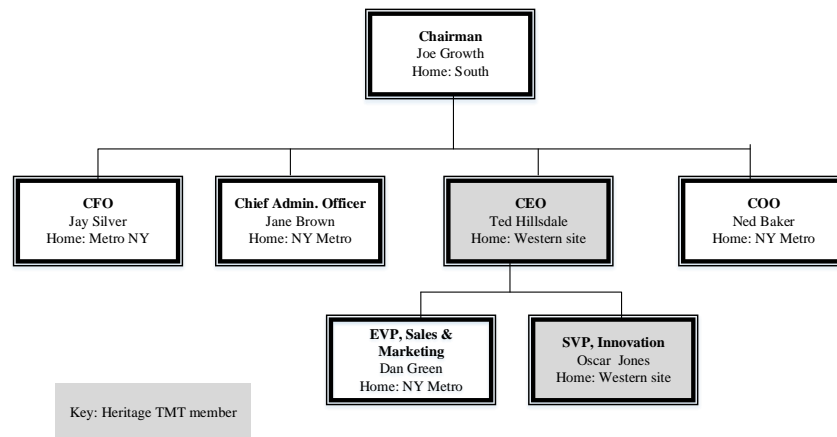 Chairman
Joe Growth
Home: South
CFO
Jay Silver
Home: Metro NY
Chief Admin. Officer
Jane Brown
Home: NY Metro
CEO
Ted Hillsdale
Home: Western site
COO
Ned Baker
Home: NY Metro
EVP, Sales &
Marketing
Dan Green
Home: NY Metro
SVP, Innovation
Oscar Jones
Home: Western site
Key: Heritage TMT member